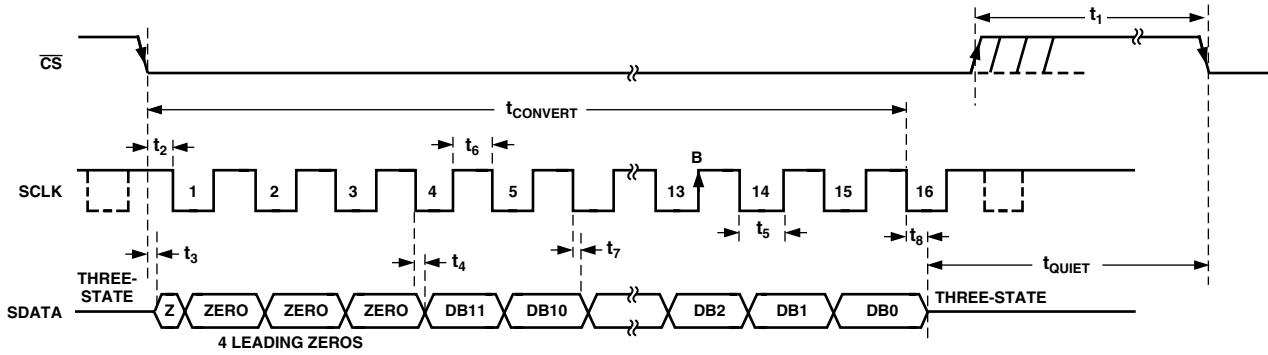 t1
CS
tCONVERT
t2
t6
B
SCLK
1
2
3
4
5
13
14
15
16
t3
t4
t7
t5
t8
tQUIET
THREE-
STATE
THREE-STATE
SDATA
Z
ZERO
ZERO
ZERO
DB11
DB10
DB2
DB1
DB0
4 LEADING ZEROS